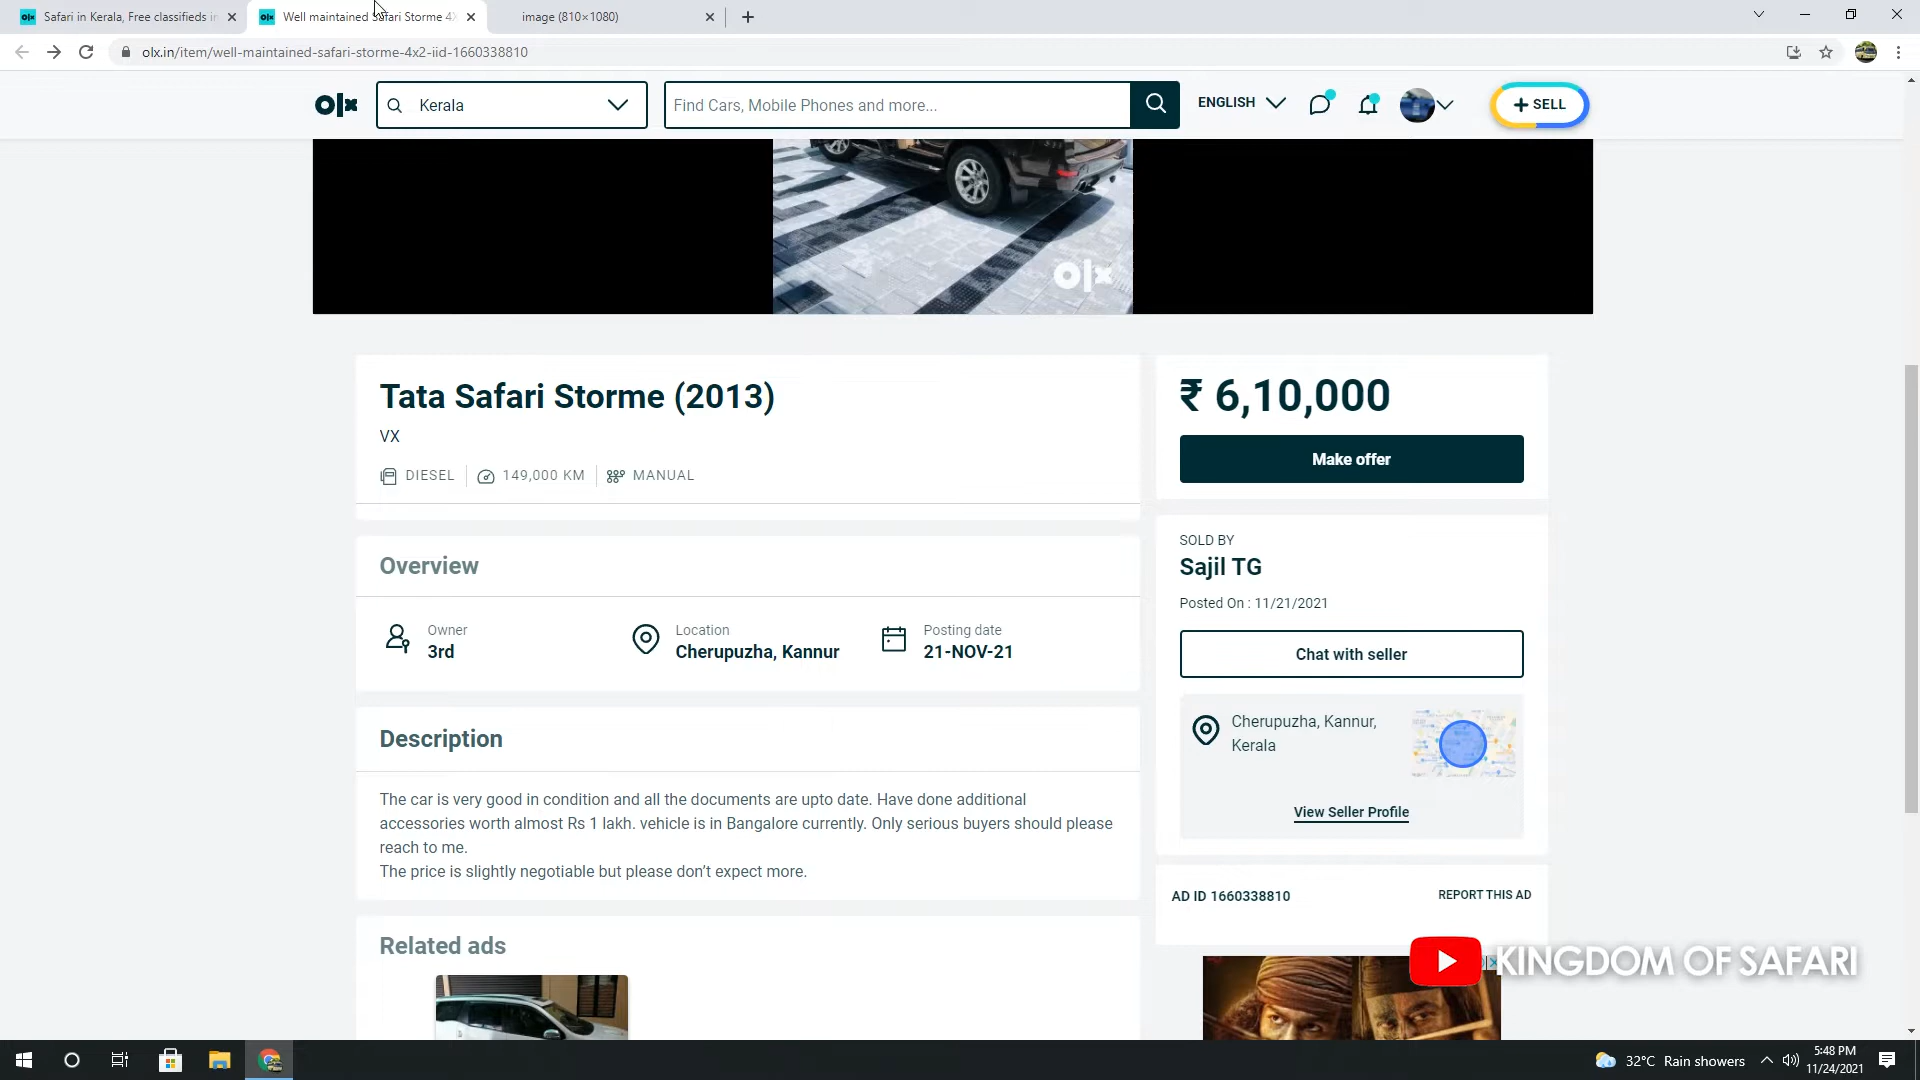 Safari in Kerala, Free classifieds in
Well maintained Safari Storme 4X
image (810×1080)
olx.in/item/well-maintained-safari-storme-4x2-iid-1660338810
olx
Kerala
Find Cars, Mobile Phones and more...
ENGLISH
+ SELL
olx
Tata Safari Storme (2013)
VX
DIESEL
149,000 KM
MANUAL
₹ 6,10,000
Make offer
Overview
Owner
3rd
Location
Cherupuzha, Kannur
Posting date
21-NOV-21
SOLD BY
Sajil TG
Posted On : 11/21/2021
Chat with seller
Cherupuzha, Kannur,
Kerala
View Seller Profile
Description
The car is very good in condition and all the documents are upto date. Have done additional
accessories worth almost Rs 1 lakh. vehicle is in Bangalore currently. Only serious buyers should please
reach to me.
The price is slightly negotiable but please don’t expect more.
AD ID 1660338810
REPORT THIS AD
Related ads
KINGDOM OF SAFARI
32°C Rain showers
5:48 PM
11/24/2021